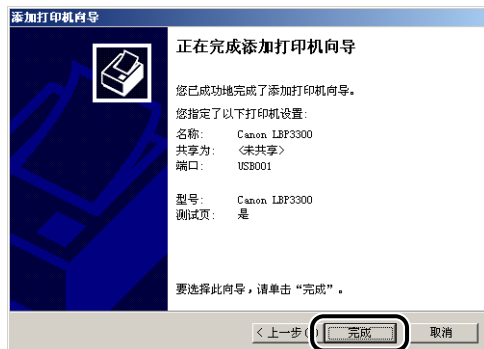 添加打印机向导
正在完成添加打印机向导
您已成功地完成了添加打印机向导。
您指定了以下打印机设置:
名称: Canon LBP3300
共享为: <未共享>
端口: USB001
型号: Canon LBP3300
测试页: 是
要选择此向导，请单击“完成”。
<上一步( 完成 取消